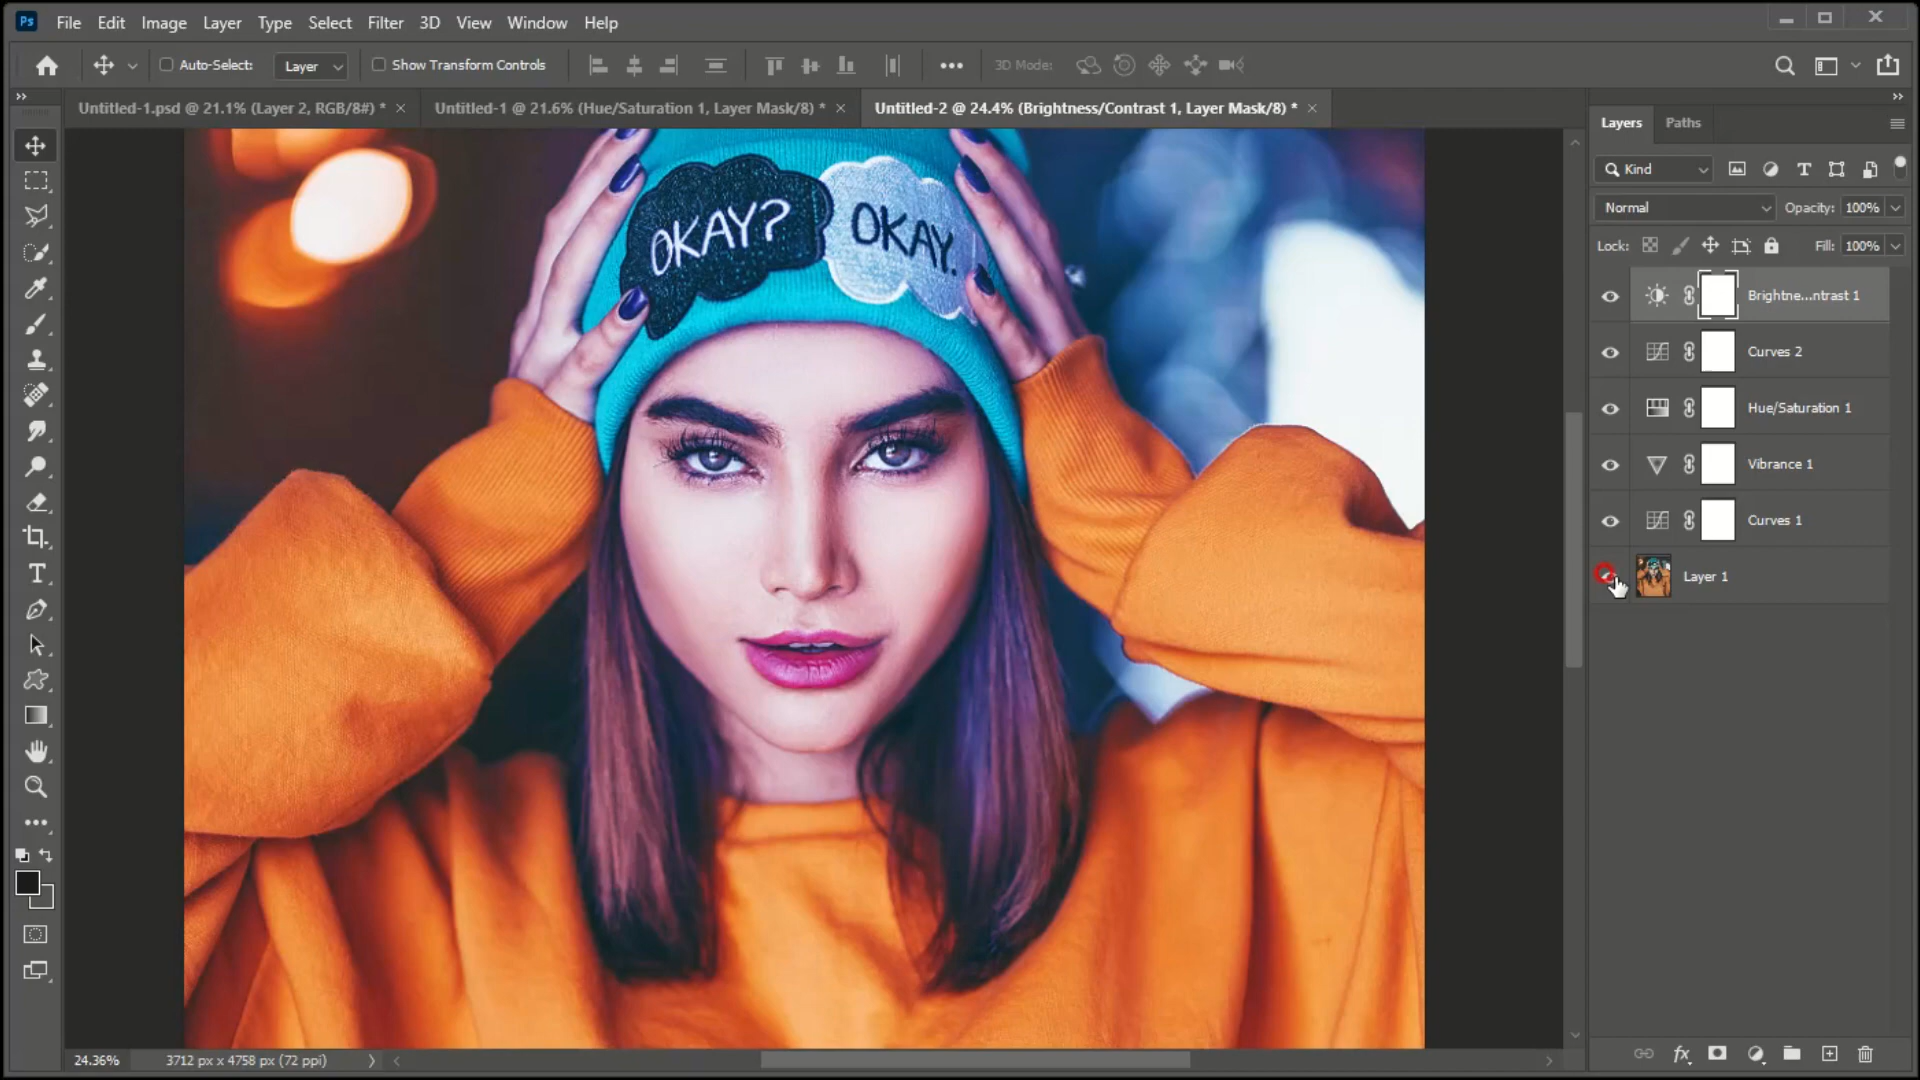 Ps File Edit Image Layer Type Select Filter 3D View Window Help
Auto-Select: Layer Show Transform Controls 3D Mode:
Untitled-1.psd @ 21.1% (Layer 2, RGB/8#) * Untitled-1 @ 21.6% (Hue/Saturation 1, Layer Mask/8) * Untitled-2 @ 24.4% (Brightness/Contrast 1, Layer Mask/8) *
Layers Paths
Kind
Normal Opacity: 100%
Lock: Fill: 100%
Brightne...ntrast 1
Curves 2
Hue/Saturation 1
Vibrance 1
Curves 1
Layer 1
OKAY? OKAY.
24.36% 3712 px x 4758 px (72 ppi)